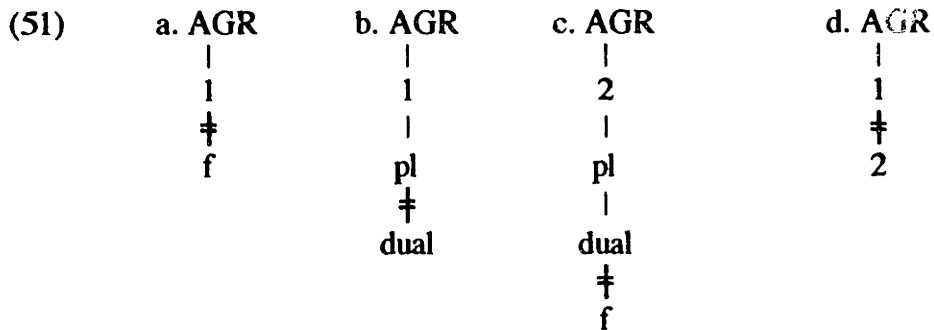 (51) a. AGR b. AGR c. AGR d. AGR
| | | |
1 1 2 1
ǂ | | ǂ
f pl pl 2
ǂ |
dual dual
ǂ
f